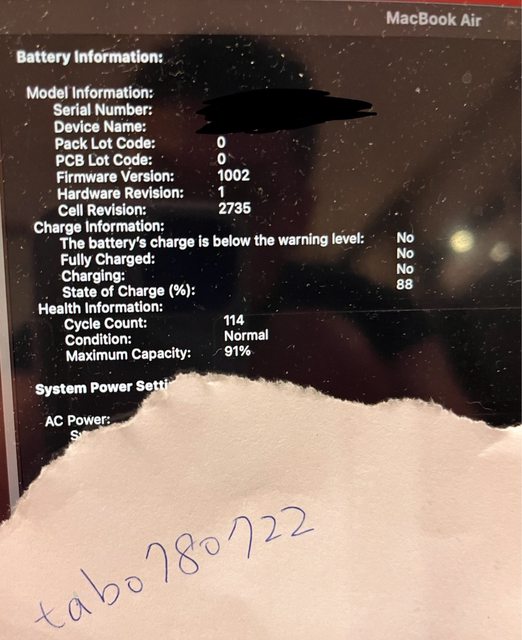 MacBook Air
Battery Information:
Model Information:
Serial Number:
Device Name:
Pack Lot Code: 0
PCB Lot Code: 0
Firmware Version: 1002
Hardware Revision: 1
Cell Revision: 2735
Charge Information:
The battery's charge is below the warning level: No
Fully Charged: No
Charging: No
State of Charge (%): 88
Health Information:
Cycle Count: 114
Condition: Normal
Maximum Capacity: 91%
System Power Setti
AC Power:
Sy
tabo780722